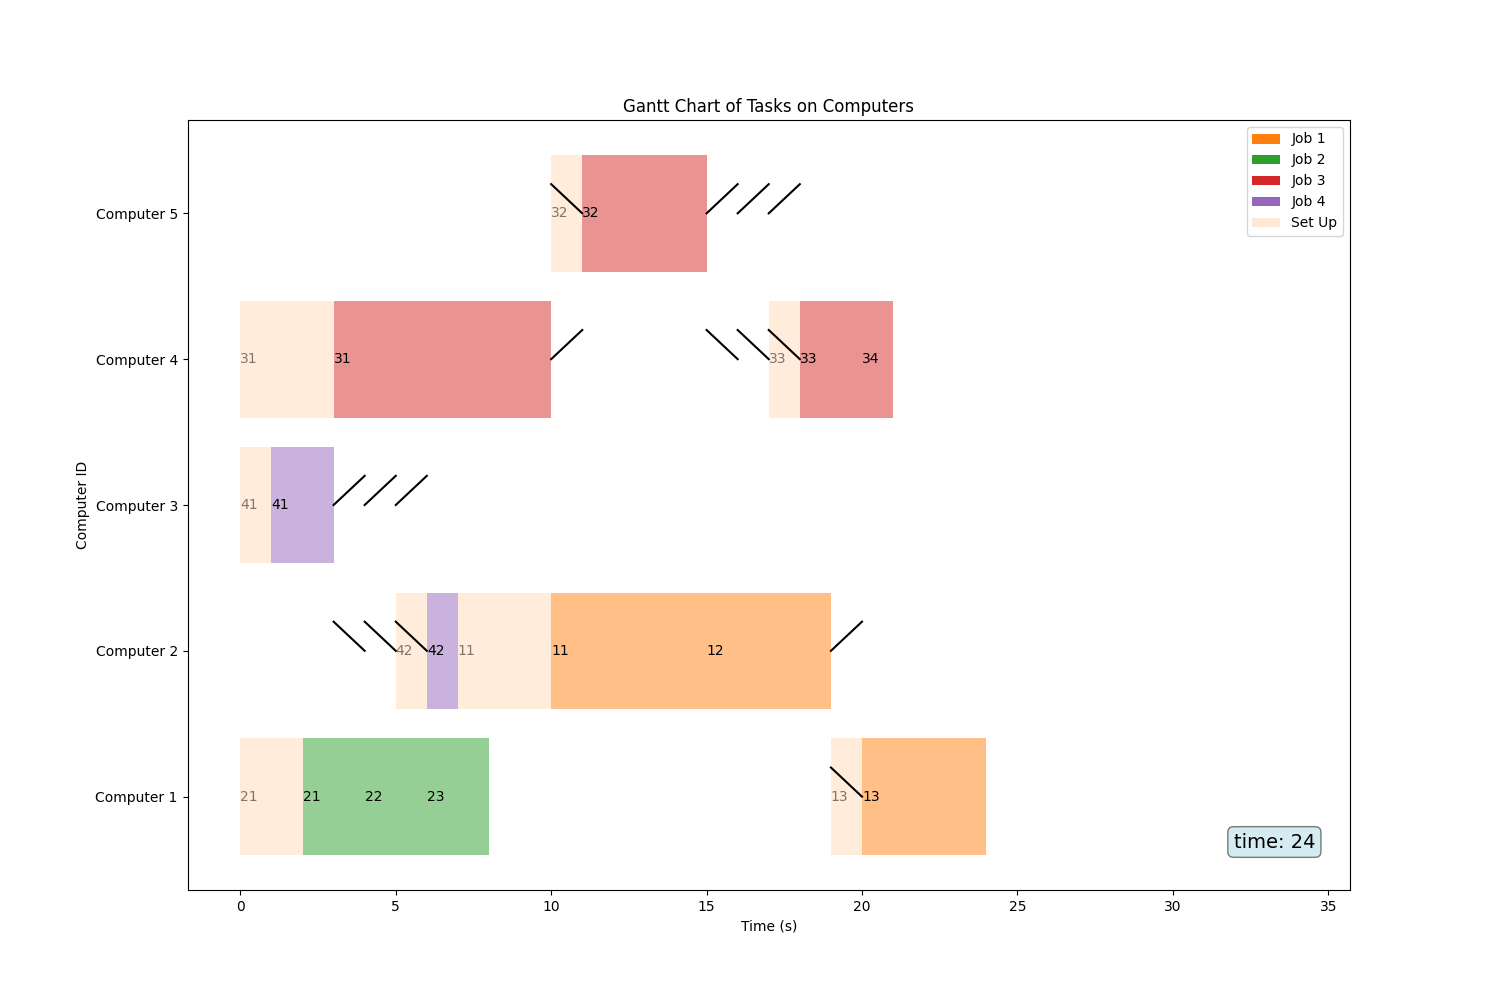 Gantt Chart of Tasks on Computers
Job 1
Job 2
Job 3
Job 4
Set Up
Computer ID
Computer 5
32 32
Computer 4
31 31 33 33 34
Computer 3
41 41
Computer 2
42 42 11 11 12
Computer 1
21 21 22 23 13 13
time: 24
0 5 10 15 20 25 30 35
Time (s)